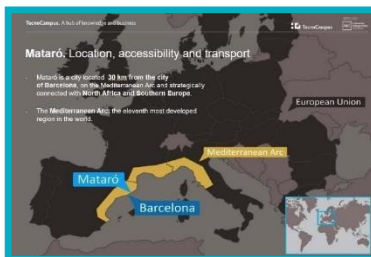 TecnoCampus. A hub of knowledge and business
TecnoCampus
Mataró. Location, accessibility and transport
Mataró is a city located 30 km from the city
of Barcelona, on the Mediterranean Arc and strategically
connected with North Africa and Southern Europe.
The Mediterranean Arc: the eleventh most developed
region in the world.
European Union
Mediterranean Arc
Mataró
Barcelona